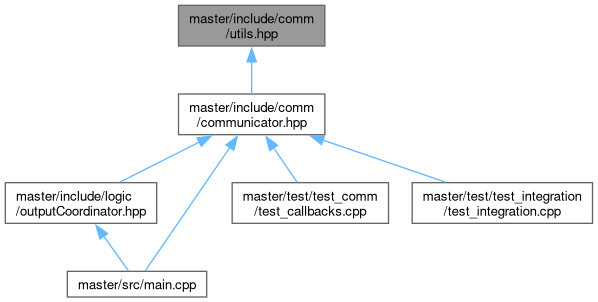 master/include/comm
/utils.hpp
master/include/comm
/communicator.hpp
master/include/logic
/outputCoordinator.hpp
master/test/test_comm
/test_callbacks.cpp
master/test/test_integration
/test_integration.cpp
master/src/main.cpp